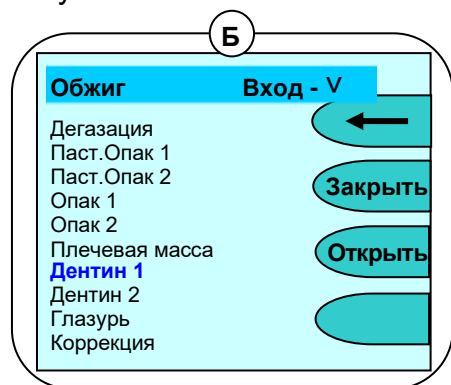 Б
Обжиг Вход - V
Дегазация
Паст.Опак 1
Паст.Опак 2
Опак 1
Опак 2
Плечевая масса
Дентин 1
Дентин 2
Глазурь
Коррекция
Закрыть
Открыть